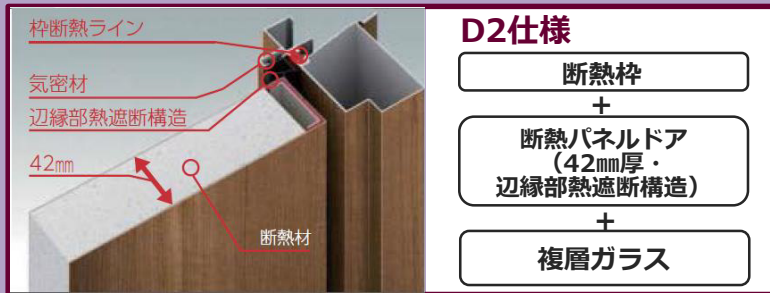 枠断熱ライン
気密材
辺縁部熱遮断構造
42㎜
断熱材
D2仕様
断熱枠
+
断熱パネルドア
（42㎜厚・
辺縁部熱遮断構造）
+
複層ガラス